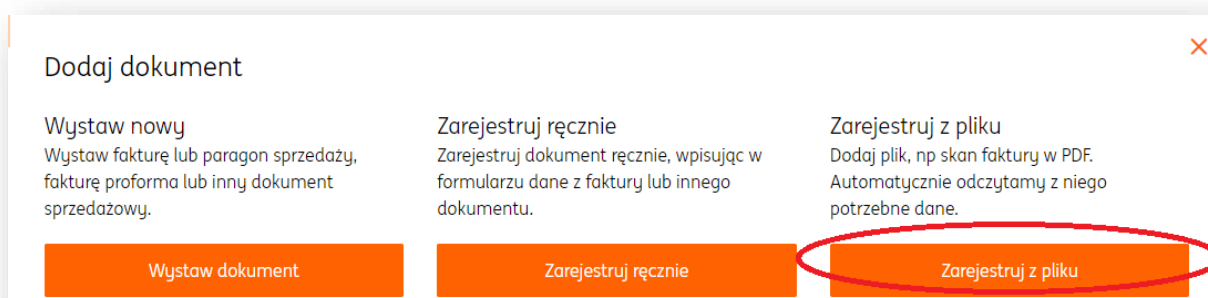 Dodaj dokument
Wystaw nowy
Wystaw fakturę lub paragon sprzedaży,
fakturę proforma lub inny dokument
sprzedażowy.
Wystaw dokument
Zarejestruj ręcznie
Zarejestruj dokument ręcznie, wpisując w
formularzu dane z faktury lub innego
dokumentu.
Zarejestruj ręcznie
Zarejestruj z pliku
Dodaj plik, np skan faktury w PDF.
Automatycznie odczytamy z niego
potrzebne dane.
Zarejestruj z pliku